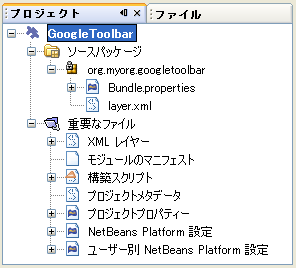 プロジェクト
ファイル
GoogleToolbar
ソースパッケージ
org.myorg.googletoolbar
Bundle.properties
layer.xml
重要なファイル
XML レイヤー
モジュールのマニフェスト
構築スクリプト
プロジェクトメタデータ
プロジェクトプロパティー
NetBeans Platform 設定
ユーザー別 NetBeans Platform 設定